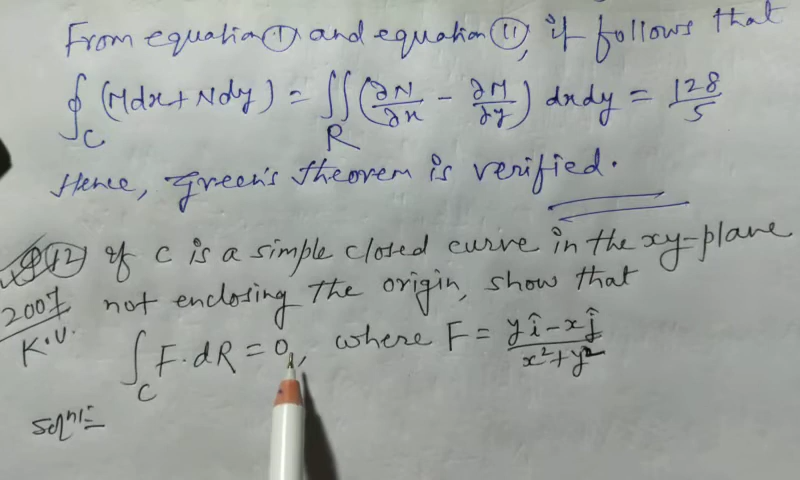 From equation ① and equation ⑪, it follows that
∮_C (Mdx + Ndy) = ∬_R (∂N/∂x - ∂M/∂y) dxdy = 128/5
Hence, Green's theorem is verified.
Q12) If C is a simple closed curve in the xy-plane
2007 not enclosing the origin, show that
K.U. ∫_C F.dR = 0, where F = (yî - xĵ)/(x²+y²)
Solⁿ:-